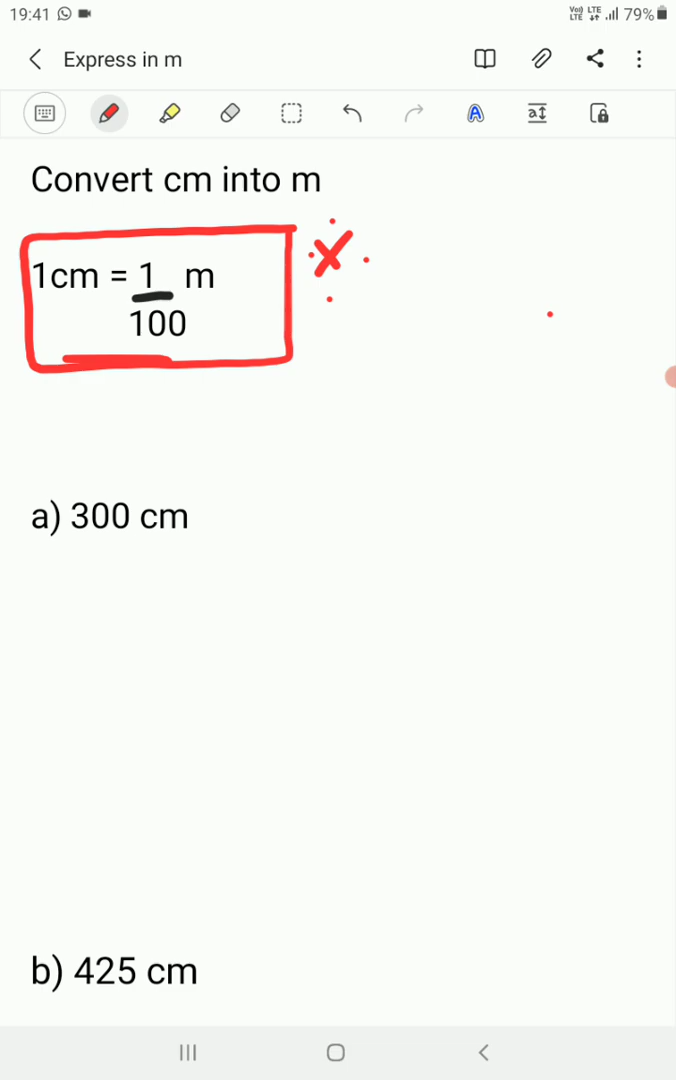 19:41 79%
Express in m
Convert cm into m
1cm = 1 m
100
a) 300 cm
b) 425 cm